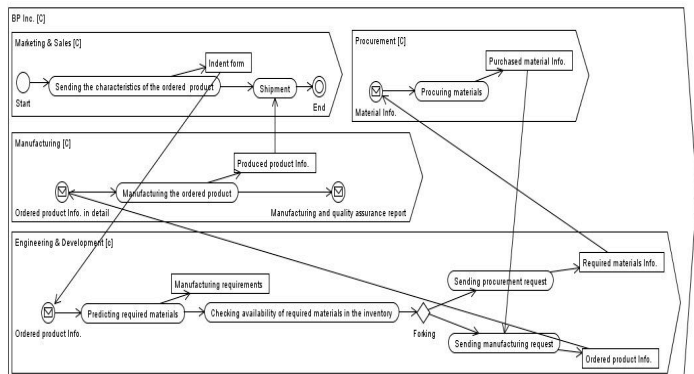 BP Inc. [C]
Marketing & Sales [C]
Indent form
Sending the characteristics of the ordered product
Shipment
Start
End
Procurement [C]
Purchased material Info.
Procuring materials
Material Info.
Manufacturing [C]
Produced product Info.
Manufacturing the ordered product
Ordered product Info. in detail
Manufacturing and quality assurance report
Engineering & Development [c]
Required materials Info.
Manufacturing requirements
Sending procurement request
Predicting required materials
Checking availability of required materials in the inventory
Ordered product Info.
Forking
Sending manufacturing request
Ordered product Info.